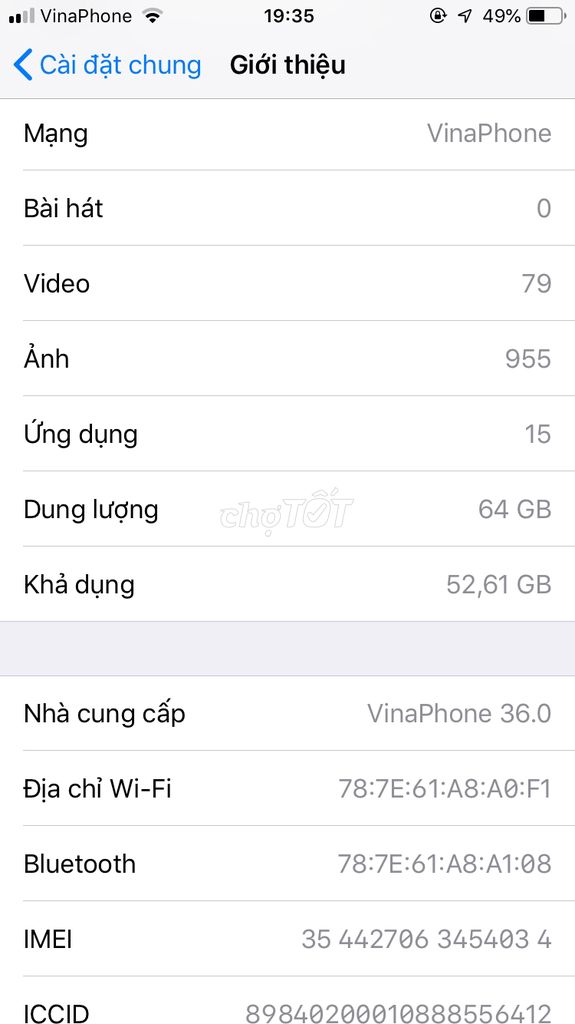 VinaPhone 19:35 49%
Cài đặt chung Giới thiệu
Mạng VinaPhone
Bài hát 0
Video 79
Ảnh 955
Ứng dụng 15
Dung lượng 64 GB
chợTỐT
Khả dụng 52,61 GB
Nhà cung cấp VinaPhone 36.0
Địa chỉ Wi-Fi 78:7E:61:A8:A0:F1
Bluetooth 78:7E:61:A8:A1:08
IMEI 35 442706 345403 4
ICCID 89840200010888556412